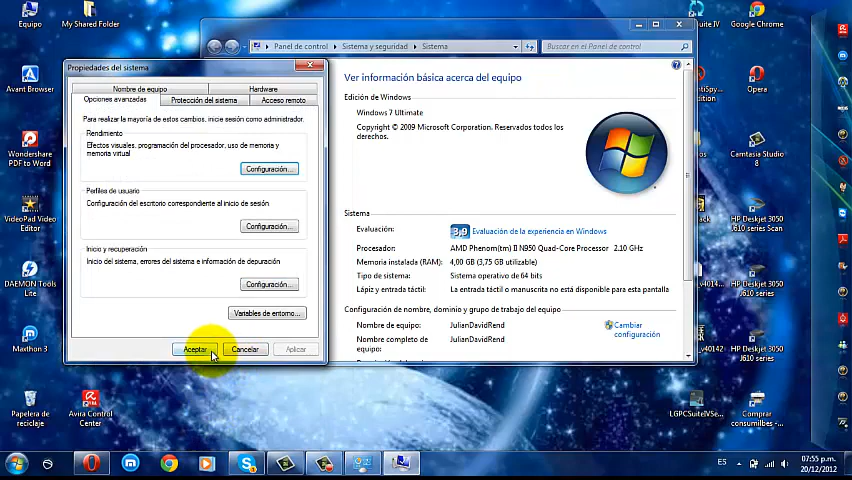 Equipo
My Shared Folder
Suite IV
Google Chrome
Avant Browser
Opera
Wondershare
PDF to Word
Camtasia Studio
8
VideoPad Video
Editor
HP Deskjet 3050
J610 series Scan
DAEMON Tools
Lite
HP Deskjet 3050
J610 series
Maxthon 3
HP Deskjet 3050
J610 series
Papelera de
reciclaje
Avira Control
Center
LGPCSuiteIVSe...
Comprar
consumilbes - ...
Panel de control
Sistema y seguridad
Sistema
Buscar en el Panel de control
Propiedades del sistema
Nombre de equipo
Hardware
Opciones avanzadas
Protección del sistema
Acceso remoto
Para realizar la mayoría de estos cambios, inicie sesión como administrador.
Rendimiento
Efectos visuales, programación del procesador, uso de memoria y
memoria virtual
Configuración...
Perfiles de usuario
Configuración del escritorio correspondiente al inicio de sesión
Configuración...
Inicio y recuperación
Inicio del sistema, errores del sistema e información de depuración
Configuración...
Variables de entorno...
Aceptar
Cancelar
Aplicar
Ver información básica acerca del equipo
Edición de Windows
Windows 7 Ultimate
Copyright © 2009 Microsoft Corporation. Reservados todos los
derechos.
Sistema
Evaluación:
3,9
Evaluación de la experiencia en Windows
Procesador:
AMD Phenom(tm) II N950 Quad-Core Processor 2.10 GHz
Memoria instalada (RAM):
4,00 GB (3,75 GB utilizable)
Tipo de sistema:
Sistema operativo de 64 bits
Lápiz y entrada táctil:
La entrada táctil o manuscrita no está disponible para esta pantalla
Configuración de nombre, dominio y grupo de trabajo del equipo
Nombre de equipo:
JulianDavidRend
Cambiar
configuración
Nombre completo de
equipo:
JulianDavidRend
ES
07:55 p.m.
20/12/2012